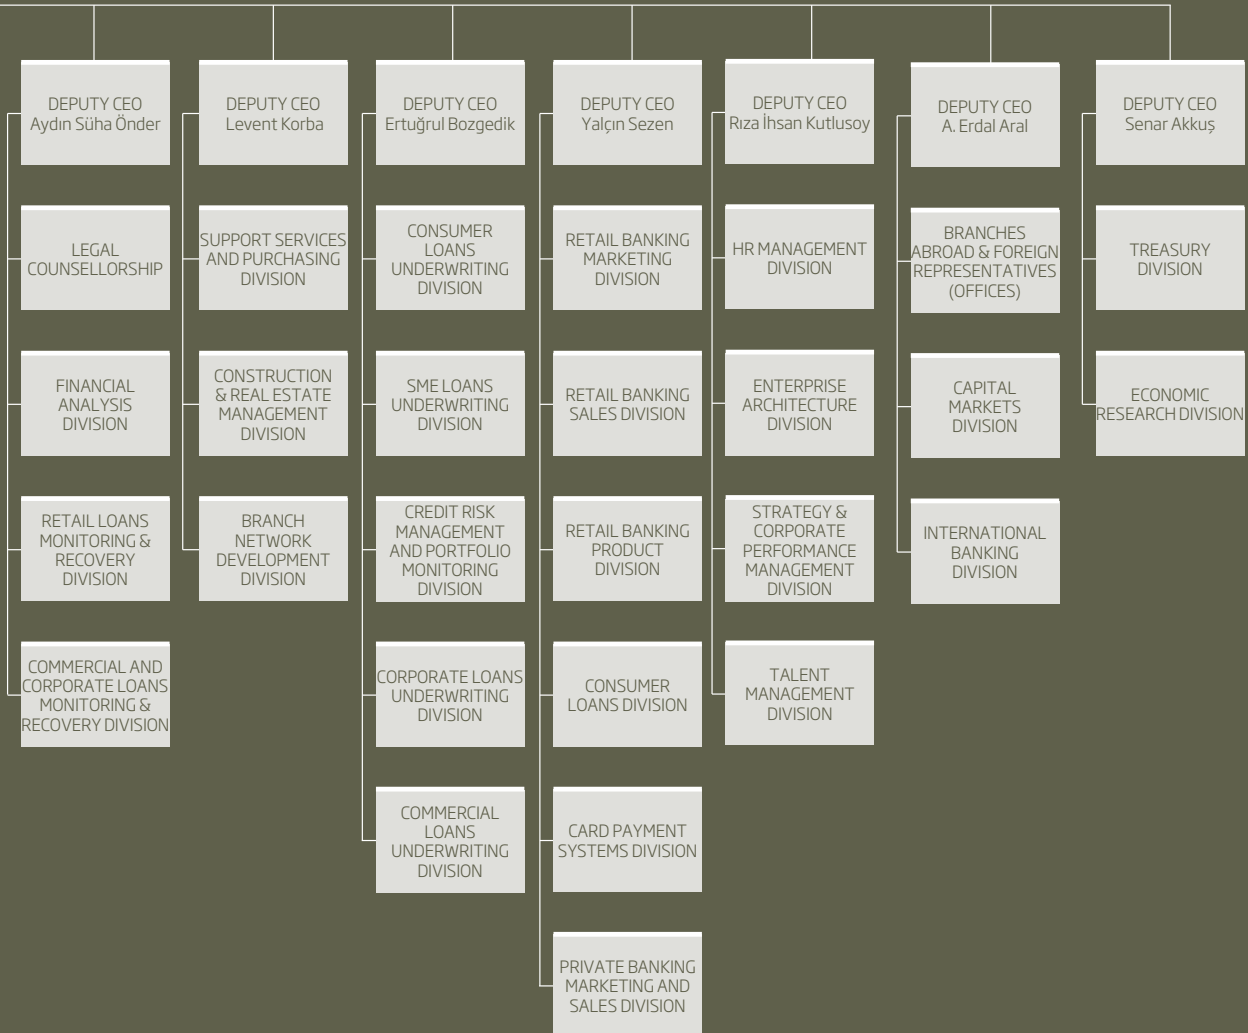 DEPUTY CEO
Aydın Süha Önder
LEGAL
COUNSELLORSHIP
FINANCIAL
ANALYSIS
DIVISION
RETAIL LOANS
MONITORING &
RECOVERY
DIVISION
COMMERCIAL AND
CORPORATE LOANS
MONITORING &
RECOVERY DIVISION
DEPUTY CEO
Levent Korba
SUPPORT SERVICES
AND PURCHASING
DIVISION
CONSTRUCTION
& REAL ESTATE
MANAGEMENT
DIVISION
BRANCH
NETWORK
DEVELOPMENT
DIVISION
DEPUTY CEO
Ertuğrul Bozgedik
CONSUMER
LOANS
UNDERWRITING
DIVISION
SME LOANS
UNDERWRITING
DIVISION
CREDIT RISK
MANAGEMENT
AND PORTFOLIO
MONITORING
DIVISION
CORPORATE LOANS
UNDERWRITING
DIVISION
COMMERCIAL
LOANS
UNDERWRITING
DIVISION
DEPUTY CEO
Yalçın Sezen
RETAIL BANKING
MARKETING
DIVISION
RETAIL BANKING
SALES DIVISION
RETAIL BANKING
PRODUCT
DIVISION
CONSUMER
LOANS DIVISION
CARD PAYMENT
SYSTEMS DIVISION
PRIVATE BANKING
MARKETING AND
SALES DIVISION
DEPUTY CEO
Rıza İhsan Kutlusoy
HR MANAGEMENT
DIVISION
ENTERPRISE
ARCHITECTURE
DIVISION
STRATEGY &
CORPORATE
PERFORMANCE
MANAGEMENT
DIVISION
TALENT
MANAGEMENT
DIVISION
DEPUTY CEO
A. Erdal Aral
BRANCHES
ABROAD & FOREIGN
REPRESENTATIVES
(OFFICES)
CAPITAL
MARKETS
DIVISION
INTERNATIONAL
BANKING
DIVISION
DEPUTY CEO
Senar Akkuş
TREASURY
DIVISION
ECONOMIC
RESEARCH DIVISION